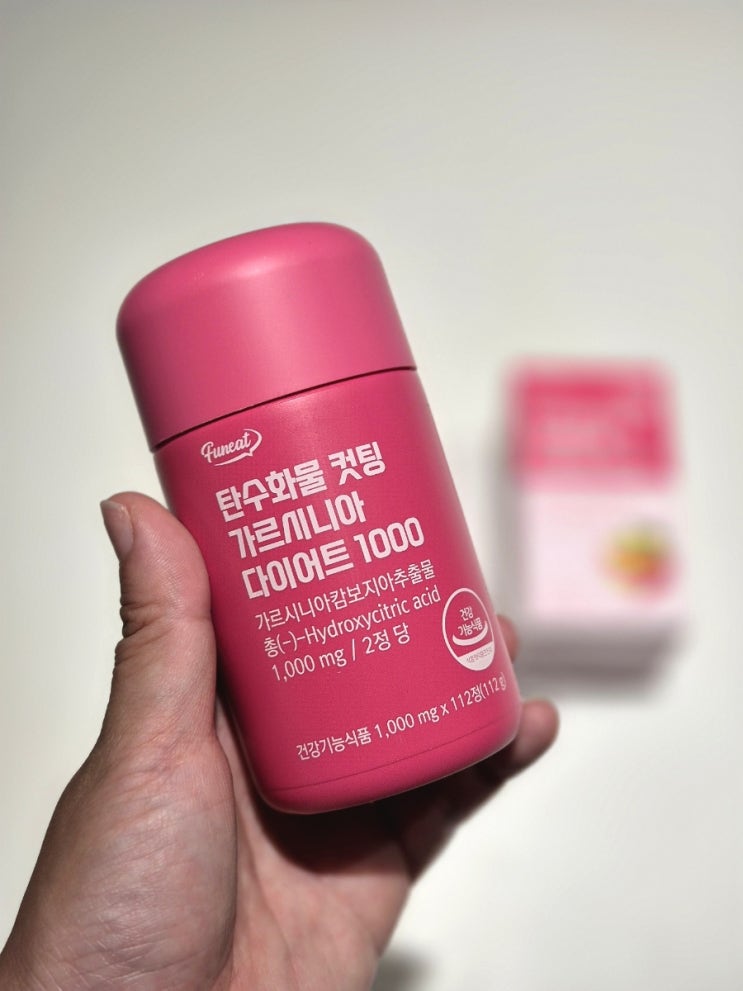 Funeat
탄수화물 컷팅
가르시니아
다이어트 1000
가르시니아캄보지아추출물
총(-)-Hydroxycitric acid
1,000 mg / 2정 당
건강
기능식품
건강기능식품 1,000 mg x 112정(112 g)